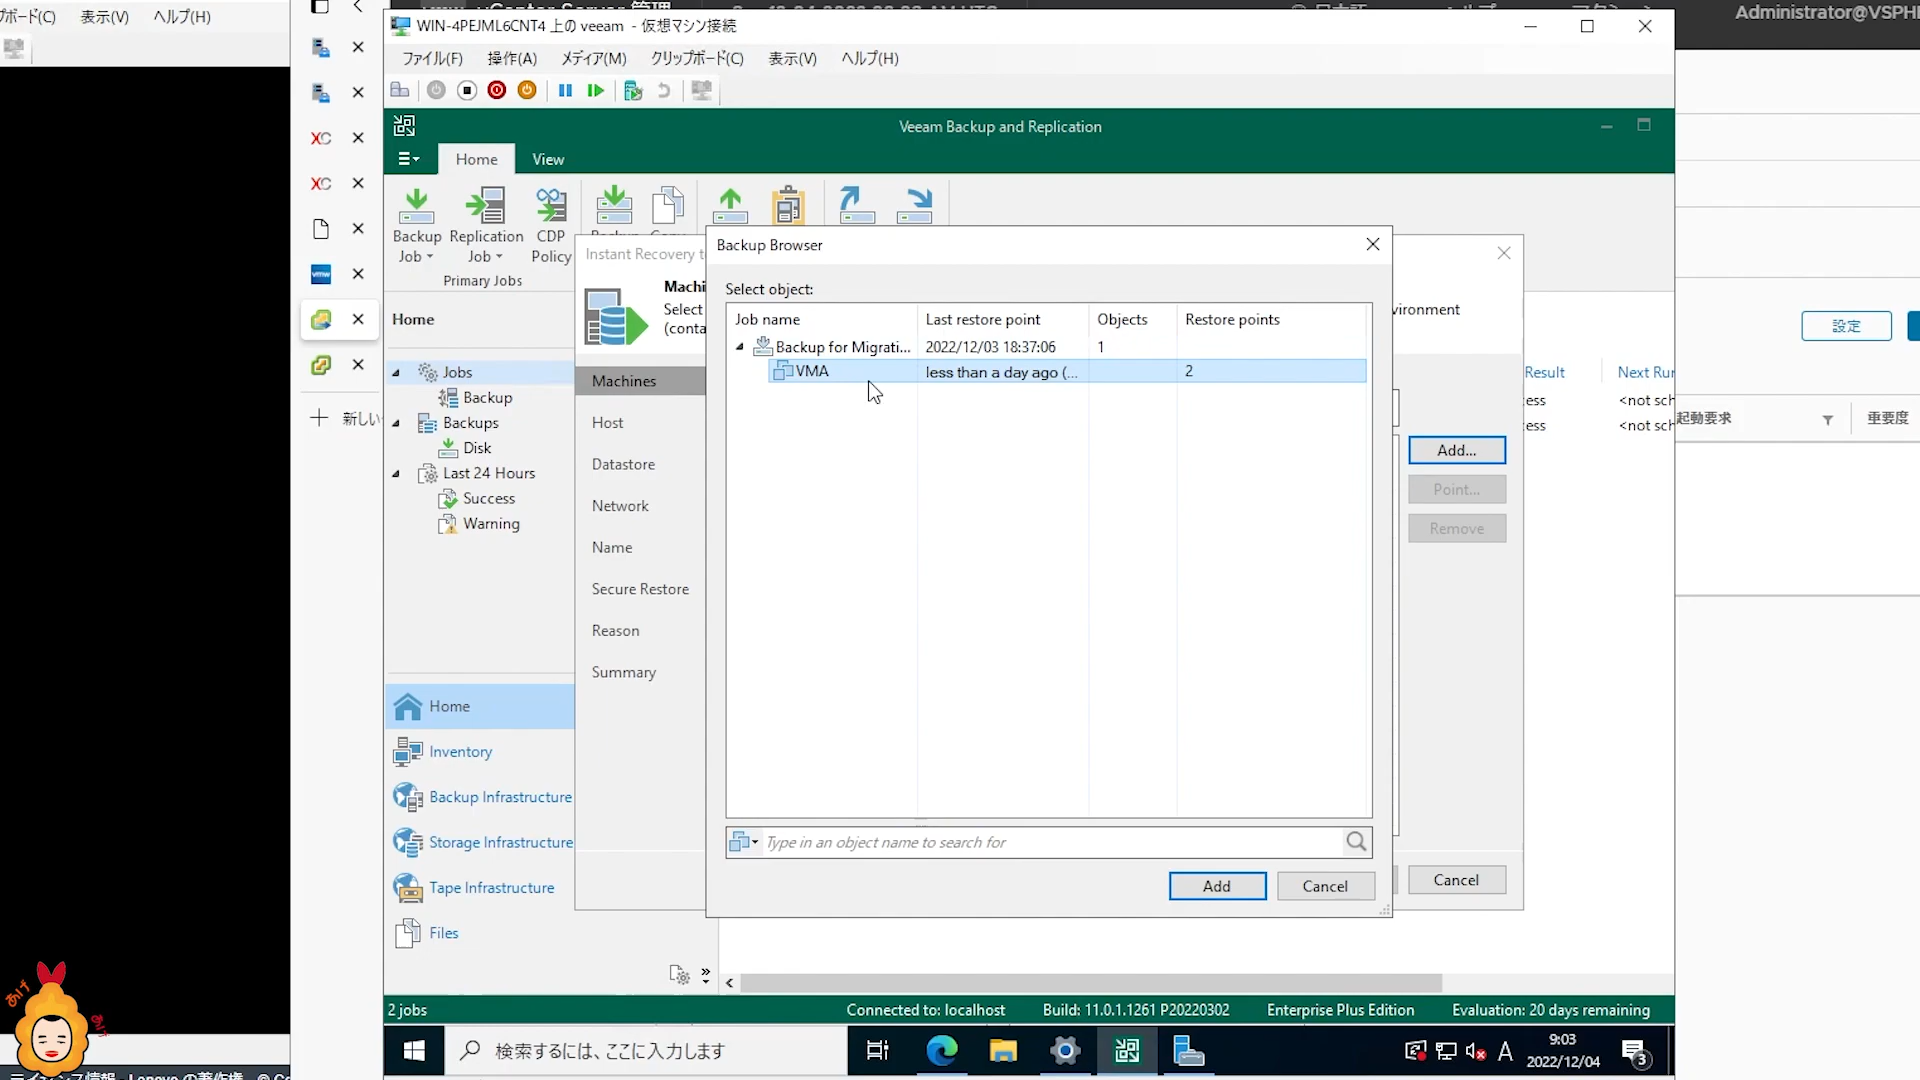 表示(V) ヘルプ(H)
Administrator@VSPH
WIN-4PEJML6CNT4 上の veeam - 仮想マシン接続
ファイル(F) 操作(A) メディア(M) クリップボード(C) 表示(V) ヘルプ(H)
Veeam Backup and Replication
Home View
Backup Job
Replication Job
CDP Policy
Primary Jobs
Instant Recovery
Backup Browser
Select object:
Job name Last restore point Objects Restore points
Backup for Migrati... 2022/12/03 18:37:06 1
VMA less than a day ago (... 2
Type in an object name to search for
Add Cancel
Select
Machines
Host
Datastore
Network
Name
Secure Restore
Reason
Summary
Add...
Point...
Remove
Cancel
Home
Jobs
Backup
Backups
Disk
Last 24 Hours
Success
Warning
Home
Inventory
Backup Infrastructure
Storage Infrastructure
Tape Infrastructure
Files
Result
<not sch
<not sch
設定
起動要求 重要度
新しい
XC
XC
vmw
2 jobs Connected to: localhost Build: 11.0.1.1261 P20220302 Enterprise Plus Edition Evaluation: 20 days remaining
検索するには、ここに入力します
A
9:03
2022/12/04
3
あげ